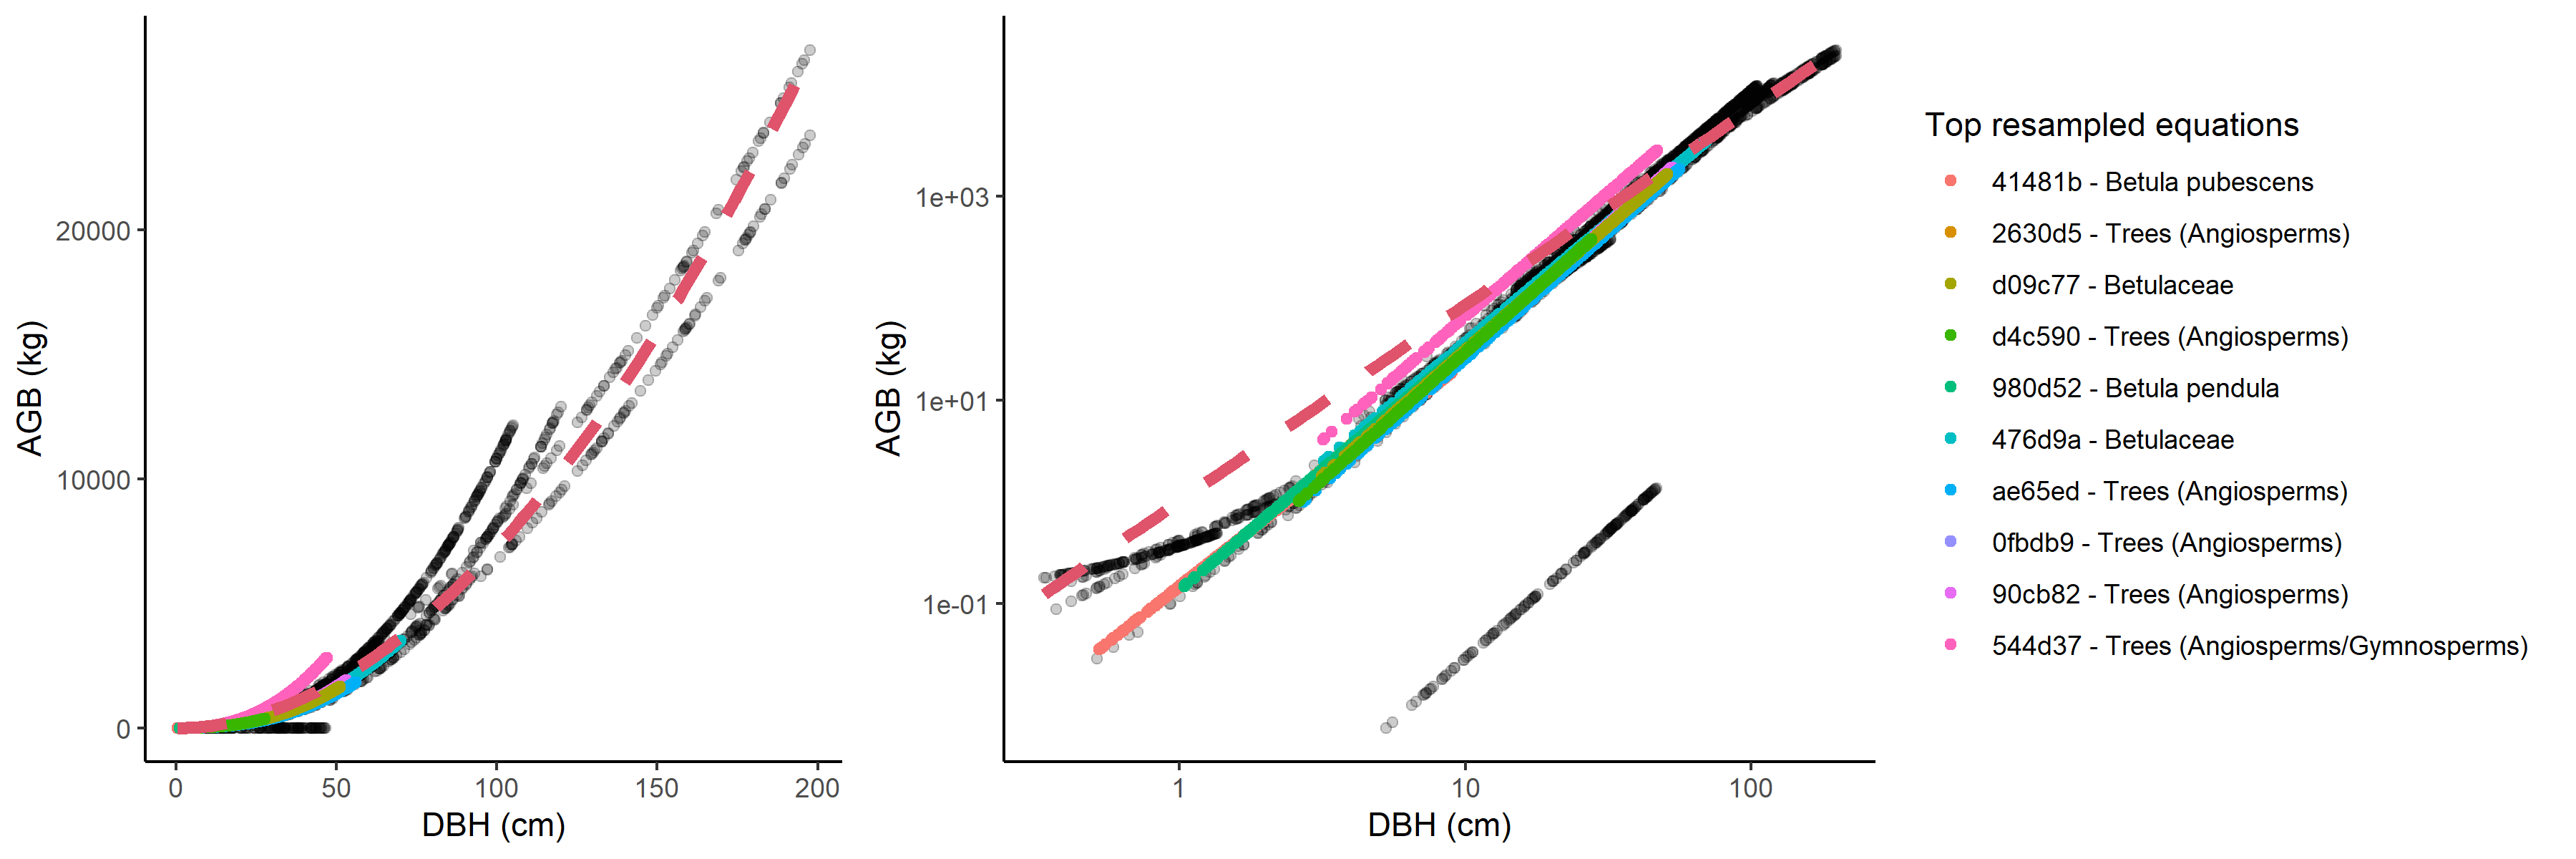 AGB (kg)
20000
10000
0
0 50 100 150 200
DBH (cm)
AGB (kg)
1e+03
1e+01
1e-01
1 10 100
DBH (cm)
Top resampled equations
41481b - Betula pubescens
2630d5 - Trees (Angiosperms)
d09c77 - Betulaceae
d4c590 - Trees (Angiosperms)
980d52 - Betula pendula
476d9a - Betulaceae
ae65ed - Trees (Angiosperms)
0fbdb9 - Trees (Angiosperms)
90cb82 - Trees (Angiosperms)
544d37 - Trees (Angiosperms/Gymnosperms)